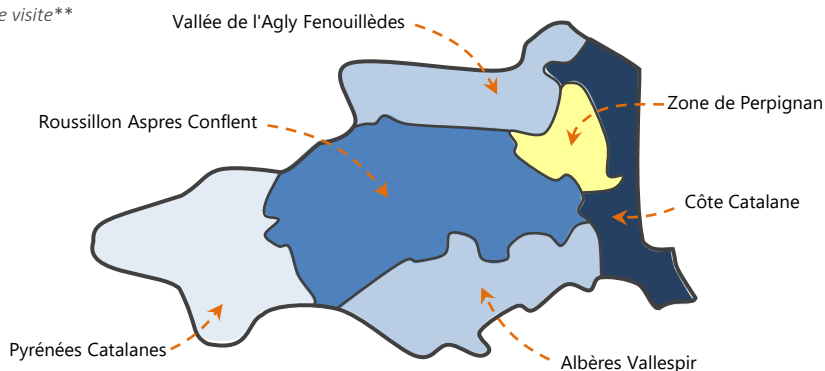 e visite**
Vallée de l'Agly Fenouillèdes
Zone de Perpignan
Roussillon Aspres Conflent
Côte Catalane
Pyrénées Catalanes
Albères Vallespir